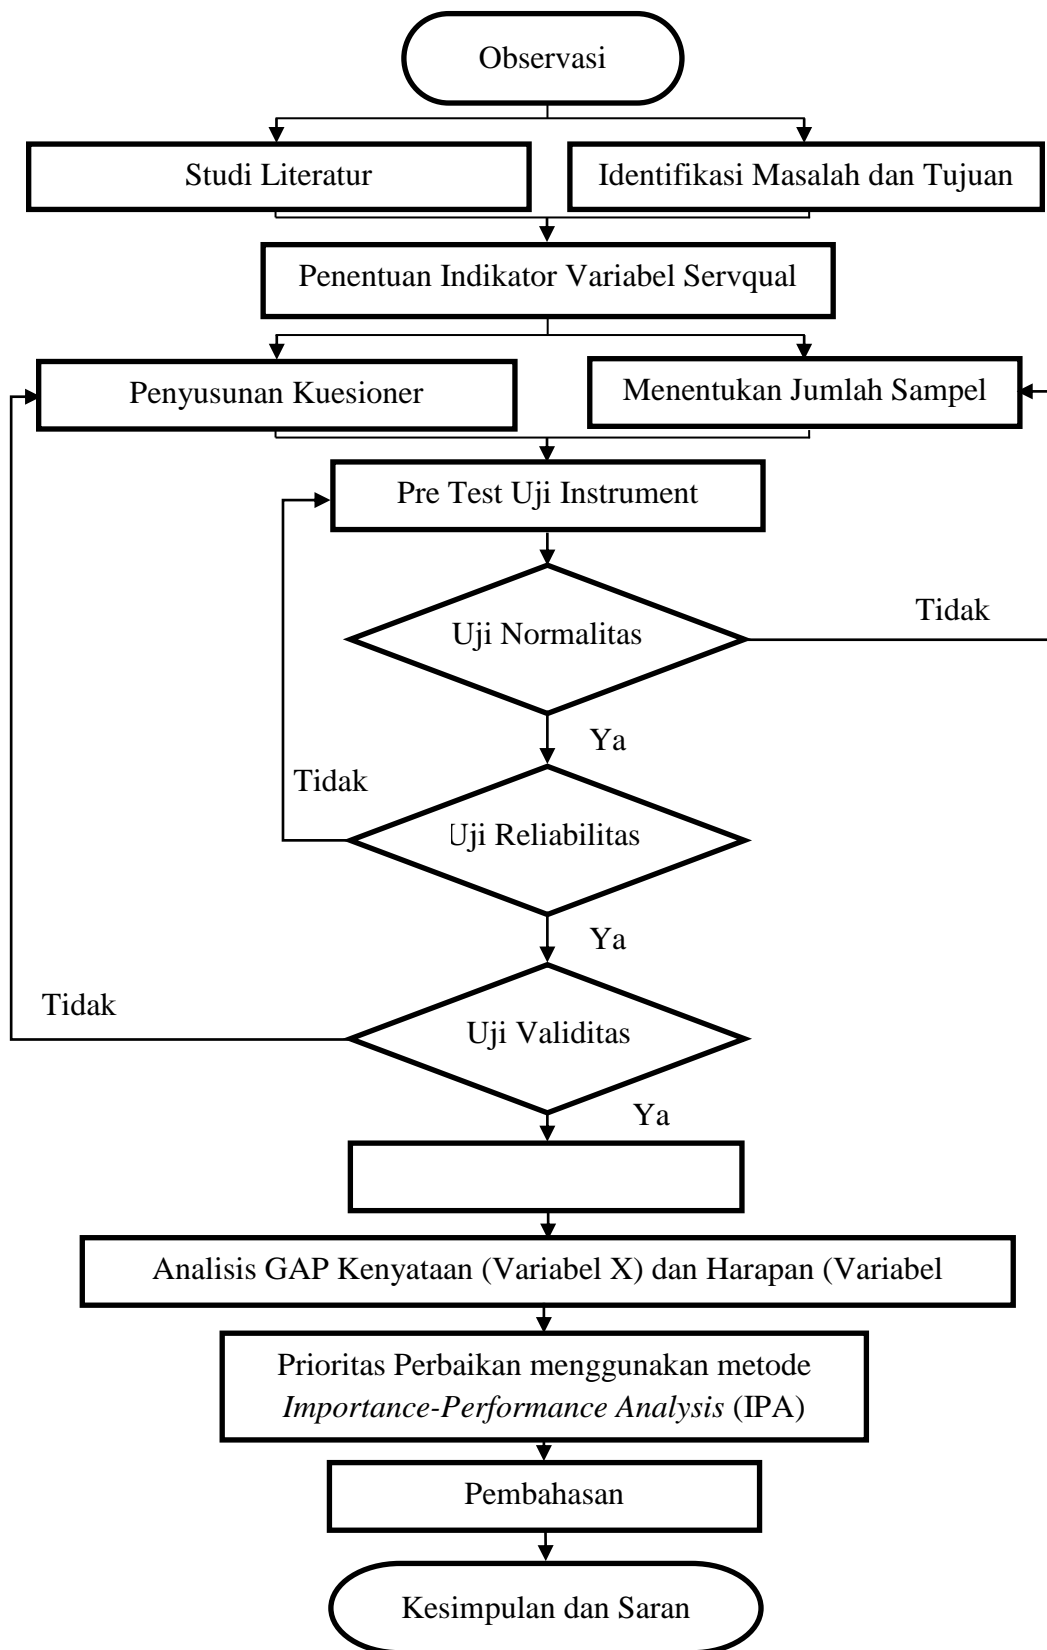 Observasi
Studi Literatur
Identifikasi Masalah dan Tujuan
Penentuan Indikator Variabel Servqual
Penyusunan Kuesioner
Menentukan Jumlah Sampel
Pre Test Uji Instrument
Uji Normalitas
Tidak
Ya
Tidak
Uji Reliabilitas
Ya
Tidak
Uji Validitas
Ya
Analisis GAP Kenyataan (Variabel X) dan Harapan (Variabel
Prioritas Perbaikan menggunakan metode
Importance-Performance Analysis (IPA)
Pembahasan
Kesimpulan dan Saran